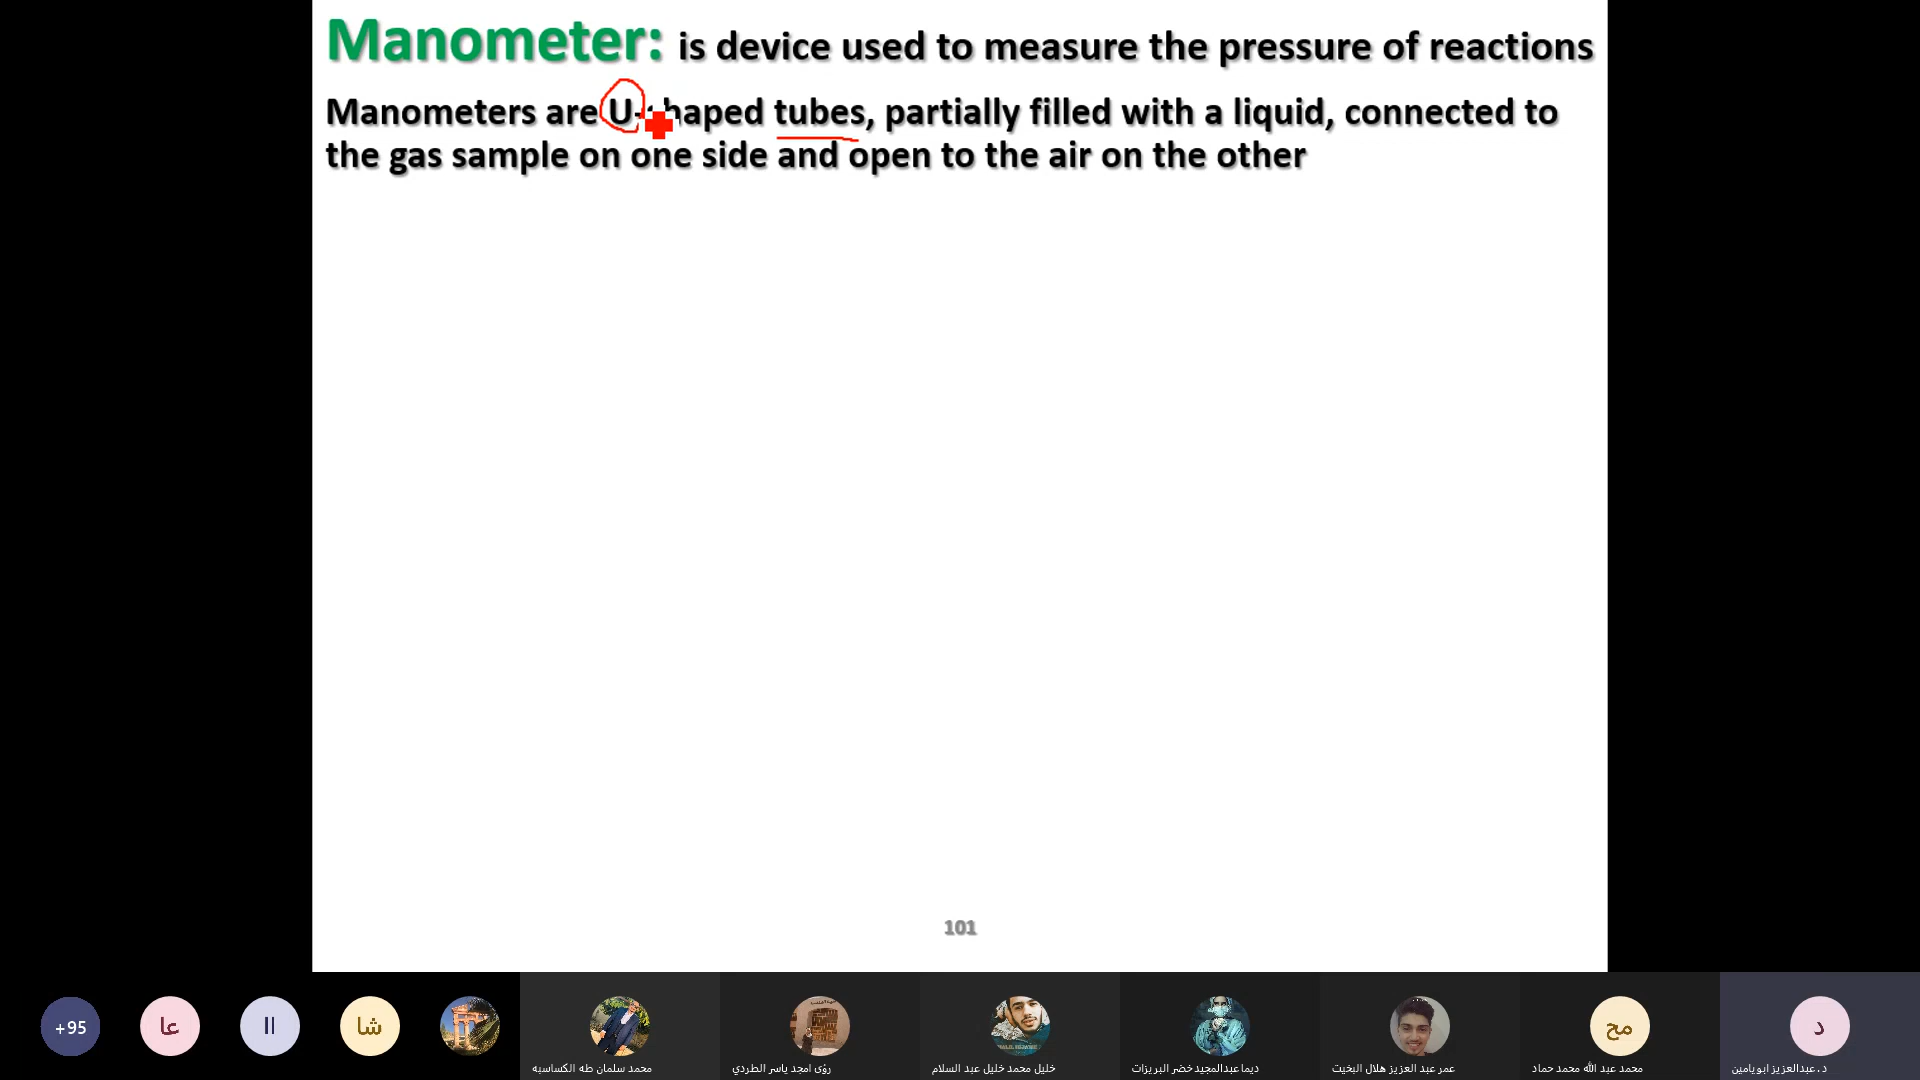 Manometer: is device used to measure the pressure of reactions
Manometers are U-shaped tubes, partially filled with a liquid, connected to
the gas sample on one side and open to the air on the other
101
+95
عا
اا
شا
مح
د
محمد سلمان طه الكساسبه
رؤى امجد ياسر الطردي
خليل محمد خليل عبد السلام
ديما عبدالمجيد خضر البريزات
عمر عبد العزيز هلال البخيت
محمد عبد الله محمد حماد
د.عبدالعزيز ابويامين